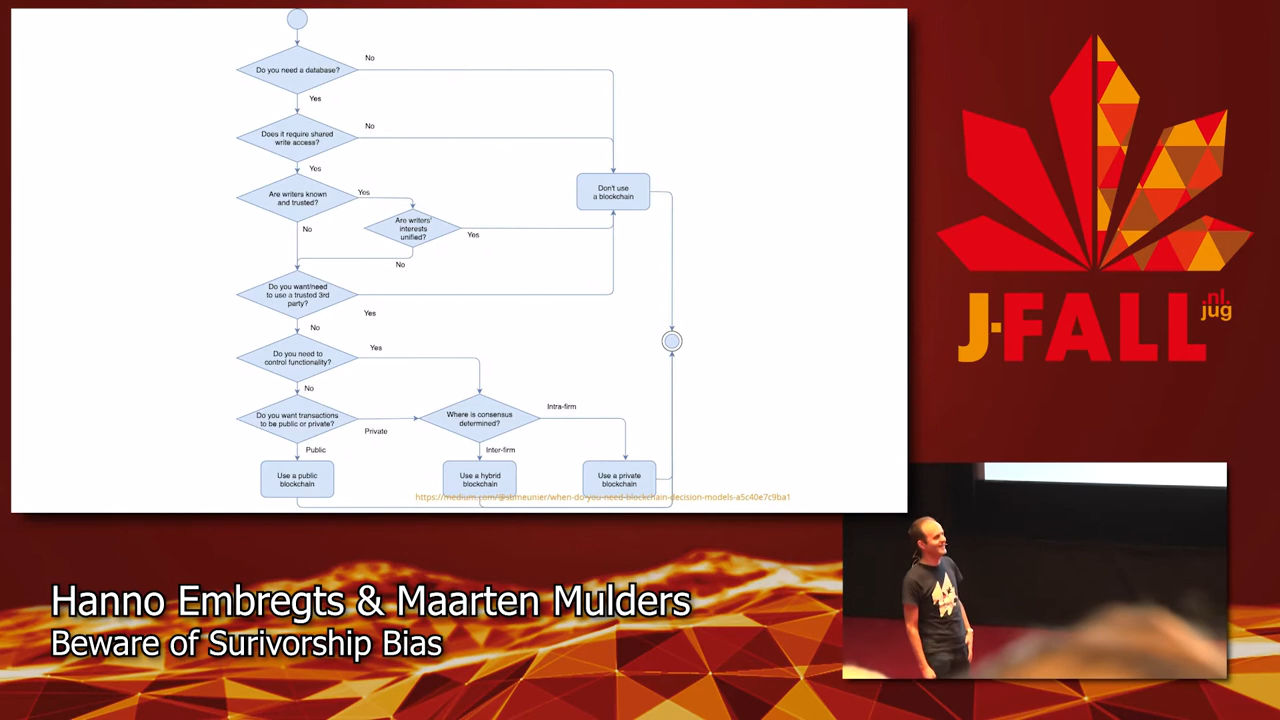 Do you need a database?
No
Yes
Does it require shared
write access?
No
Yes
Are writers known
and trusted?
Yes
No
Are writers'
interests
unified?
Yes
No
Don't use
a blockchain
Do you want/need
to use a trusted 3rd
party?
Yes
No
Do you need to
control functionality?
Yes
No
Do you want transactions
to be public or private?
Private
Public
Where is consensus
determined?
Intra-firm
Inter-firm
Use a public
blockchain
Use a hybrid
blockchain
Use a private
blockchain
https://medium.com/@sbmeunier/when-do-you-need-blockchain-decision-models-a5c40e7c9ba1
J-FALL
nl.
jug
Hanno Embregts & Maarten Mulders
Beware of Surivorship Bias